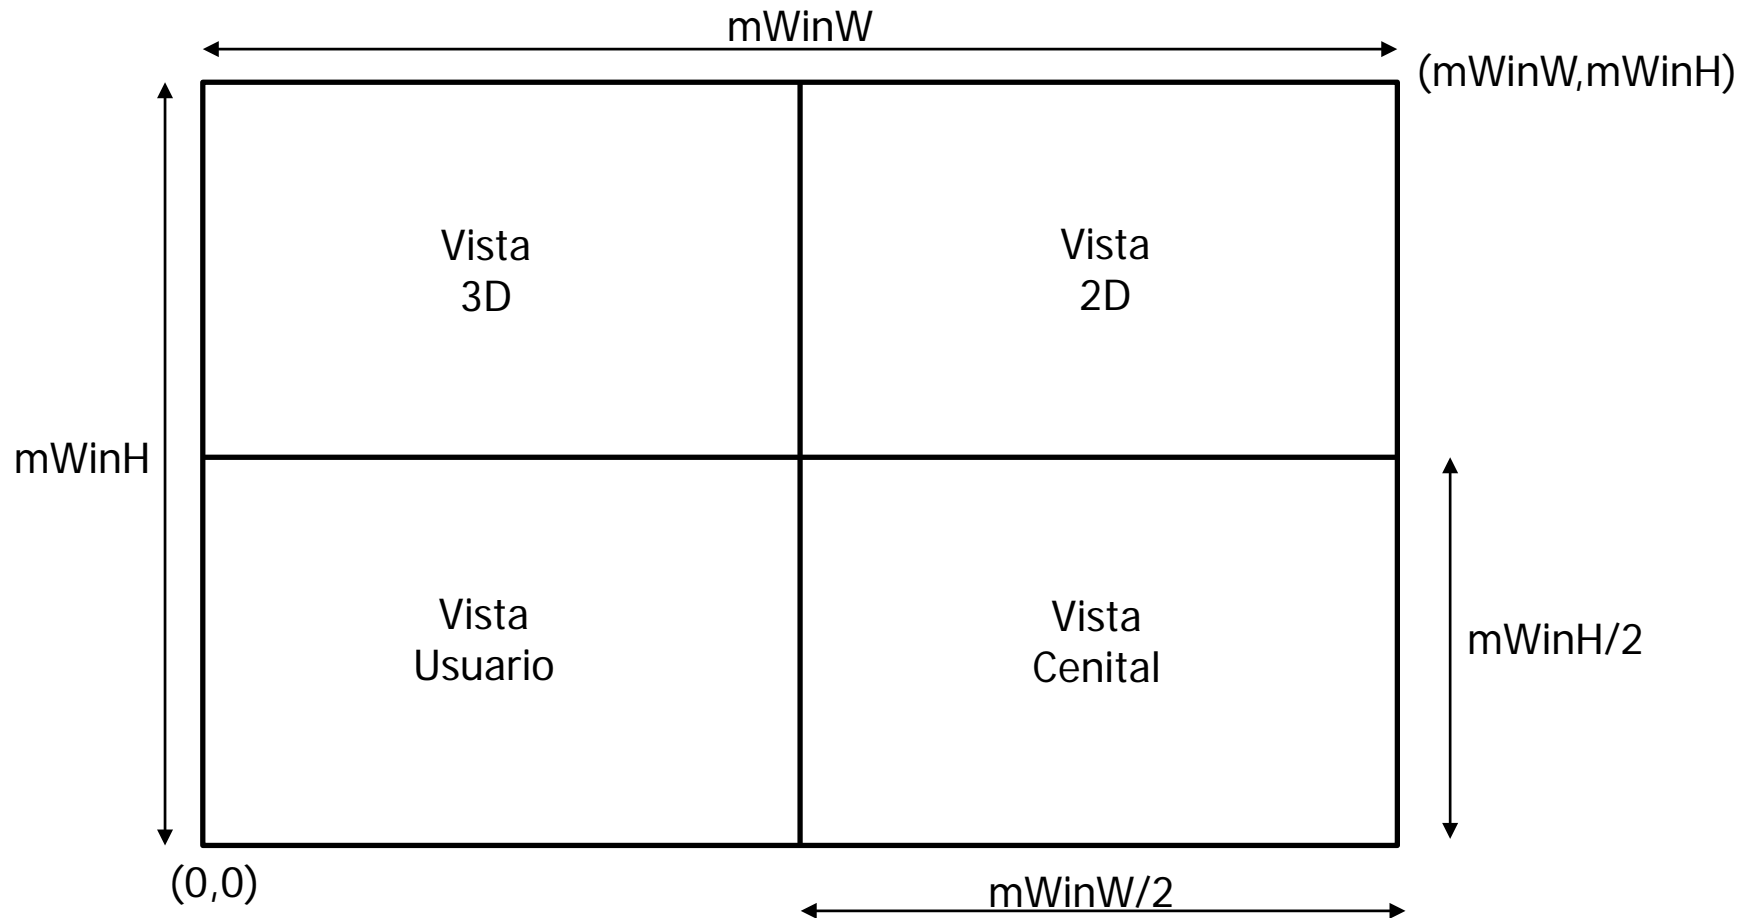 mWinW
(mWinW,mWinH)
Vista
3D
Vista
2D
mWinH
Vista
Usuario
Vista
Cenital
mWinH/2
(0,0)
mWinW/2